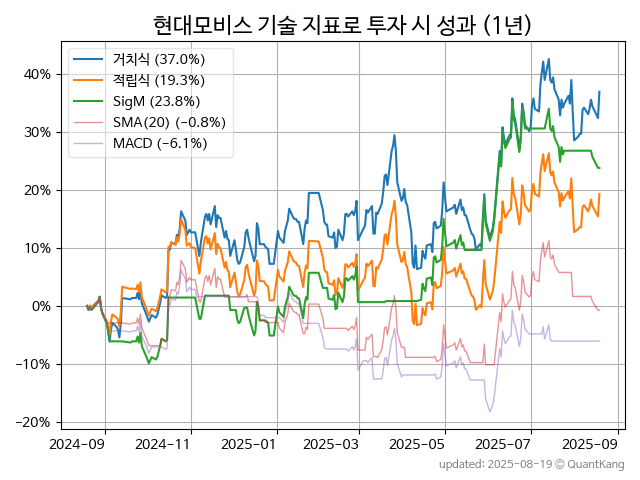 현대모비스 기술 지표로 투자 시 성과 (1년)
거치식 (37.0%)
적립식 (19.3%)
SigM (23.8%)
SMA(20) (-0.8%)
MACD (-6.1%)
40%
30%
20%
10%
0%
-10%
-20%
2024-09 2024-11 2025-01 2025-03 2025-05 2025-07 2025-09
updated: 2025-08-19 © QuantKang